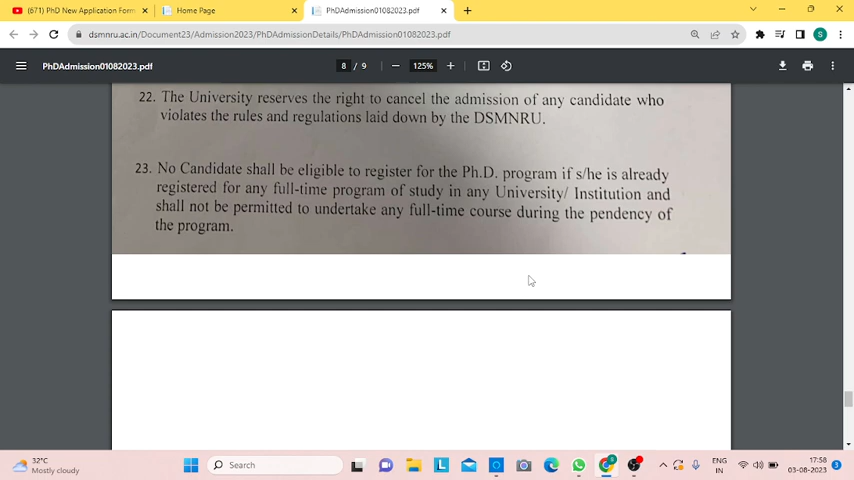 (671) PhD New Application Form
Home Page
PhDAdmission01082023.pdf
dsmnru.ac.in/Document23/Admission2023/PhDAdmissionDetails/PhDAdmission01082023.pdf
S
PhDAdmission01082023.pdf
8 / 9
125%
22. The University reserves the right to cancel the admission of any candidate who
violates the rules and regulations laid down by the DSMNRU.
23. No Candidate shall be eligible to register for the Ph.D. program if s/he is already
registered for any full-time program of study in any University/ Institution and
shall not be permitted to undertake any full-time course during the pendency of
the program.
32°C
Mostly cloudy
Search
ENG
IN
17:58
03-08-2023
3